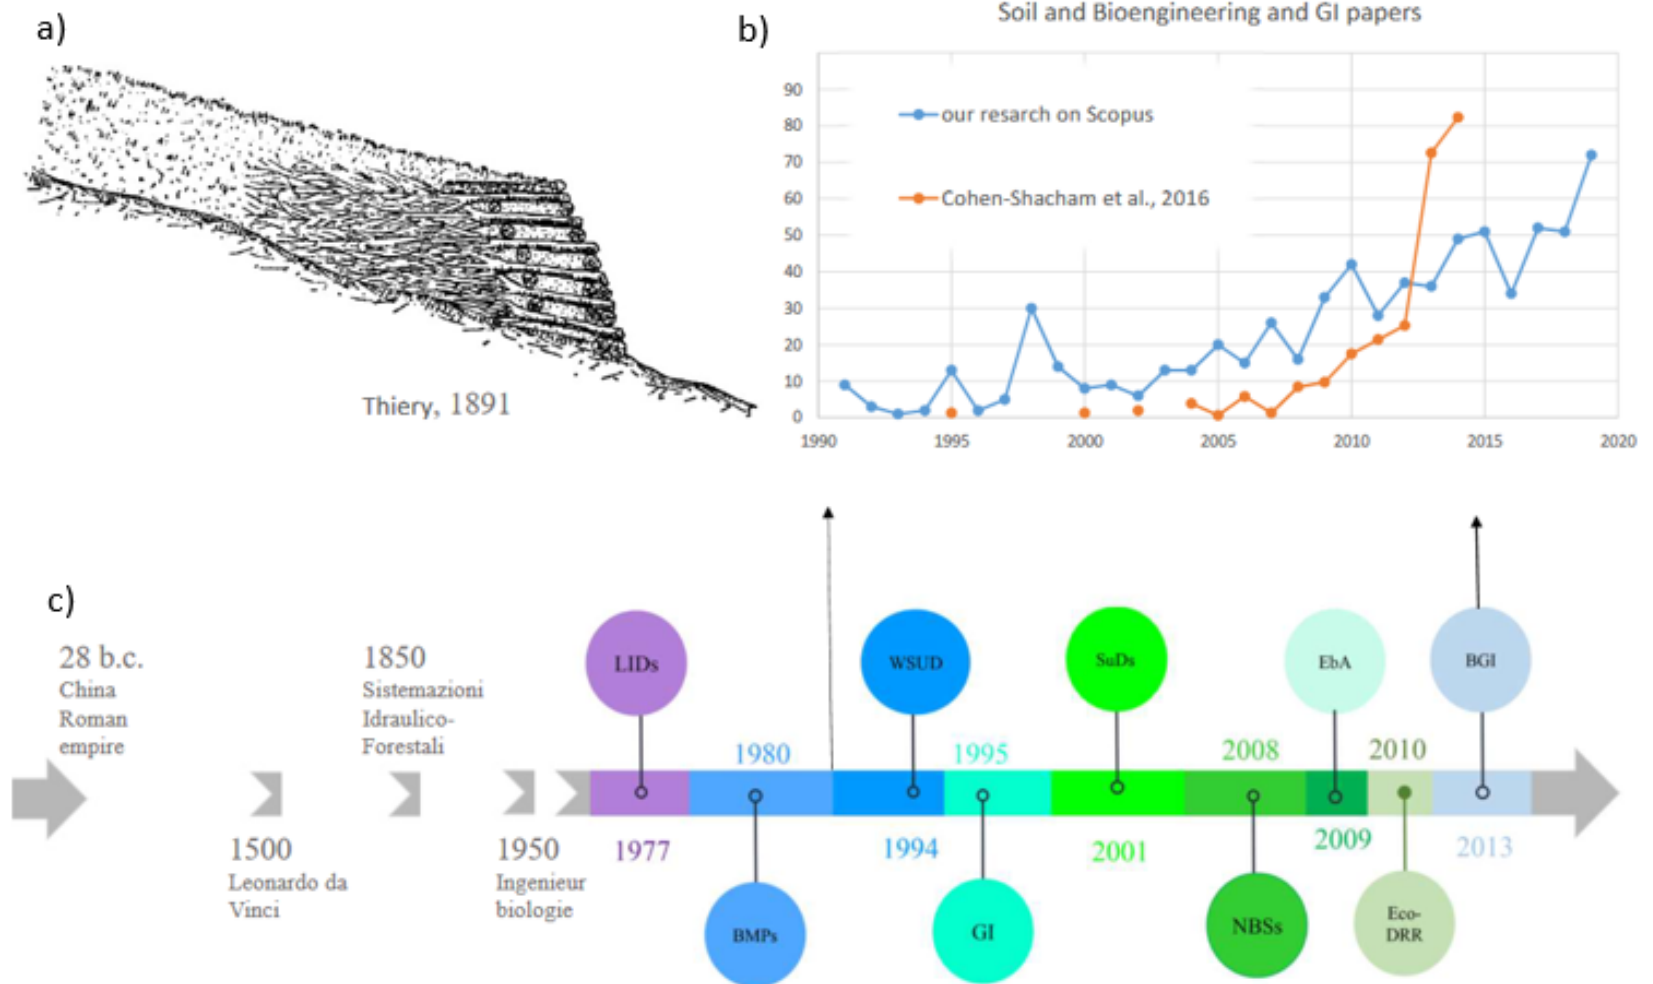 a)
Thiery, 1891
b)
Soil and Bioengineering and GI papers
90
80
70
60
50
40
30
20
10
0
our resarch on Scopus
Cohen-Shacham et al., 2016
1990 1995 2000 2005 2010 2015 2020
c)
28 b.c.
China
Roman
empire
1500
Leonardo da
Vinci
1850
Sistemazioni
Idraulico-
Forestali
1950
Ingenieur
biologie
LIDs
1977
1980
BMPs
WSUD
1994
1995
GI
SuDs
2001
2008
NBSs
EbA
2009
2010
Eco-
DRR
BGI
2013